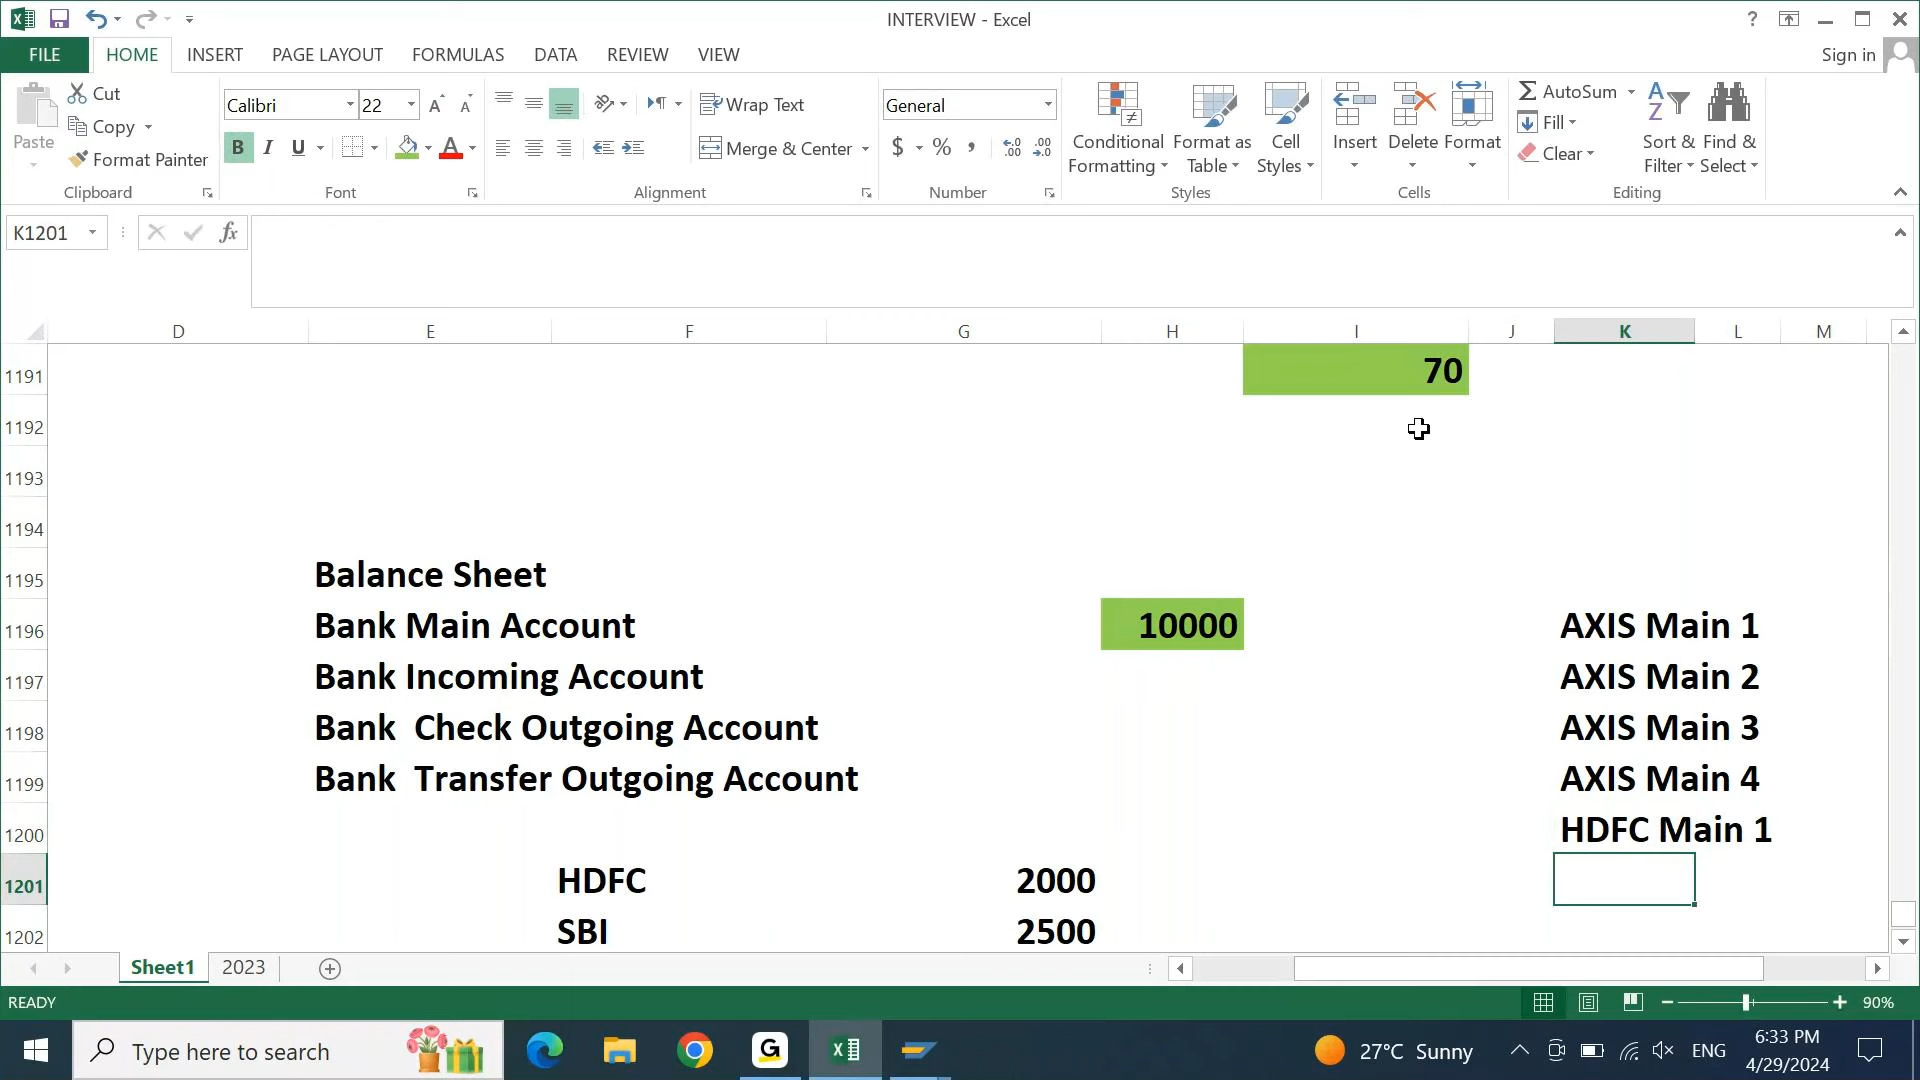 INTERVIEW - Excel
?
FILE HOME INSERT PAGE LAYOUT FORMULAS DATA REVIEW VIEW Sign in
Paste
Cut
Copy
Format Painter
Clipboard
Calibri 22
B I U
Font
Wrap Text
Merge & Center
Alignment
General
$ % ,
Number
Conditional Formatting
Format as Table
Cell Styles
Styles
Insert
Delete
Format
Cells
AutoSum
Fill
Clear
Sort & Filter
Find & Select
Editing
K1201
fx
D E F G H I J K L M
1191 70
1192
1193
1194
1195 Balance Sheet
1196 Bank Main Account 10000 AXIS Main 1
1197 Bank Incoming Account AXIS Main 2
1198 Bank  Check Outgoing Account AXIS Main 3
1199 Bank  Transfer Outgoing Account AXIS Main 4
1200 HDFC Main 1
1201 HDFC 2000
1202 SBI 2500
Sheet1 2023
READY 90%
Type here to search
27°C Sunny
ENG
6:33 PM
4/29/2024